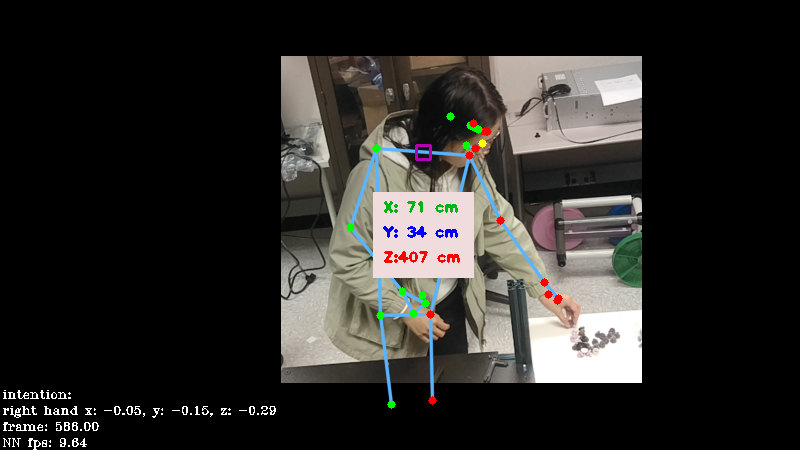 X: 71 cm
Y: 34 cm
Z:407 cm
intention:
right hand x: -0.05, y: -0.15, z: -0.29
frame: 586.00
NN fps: 9.64